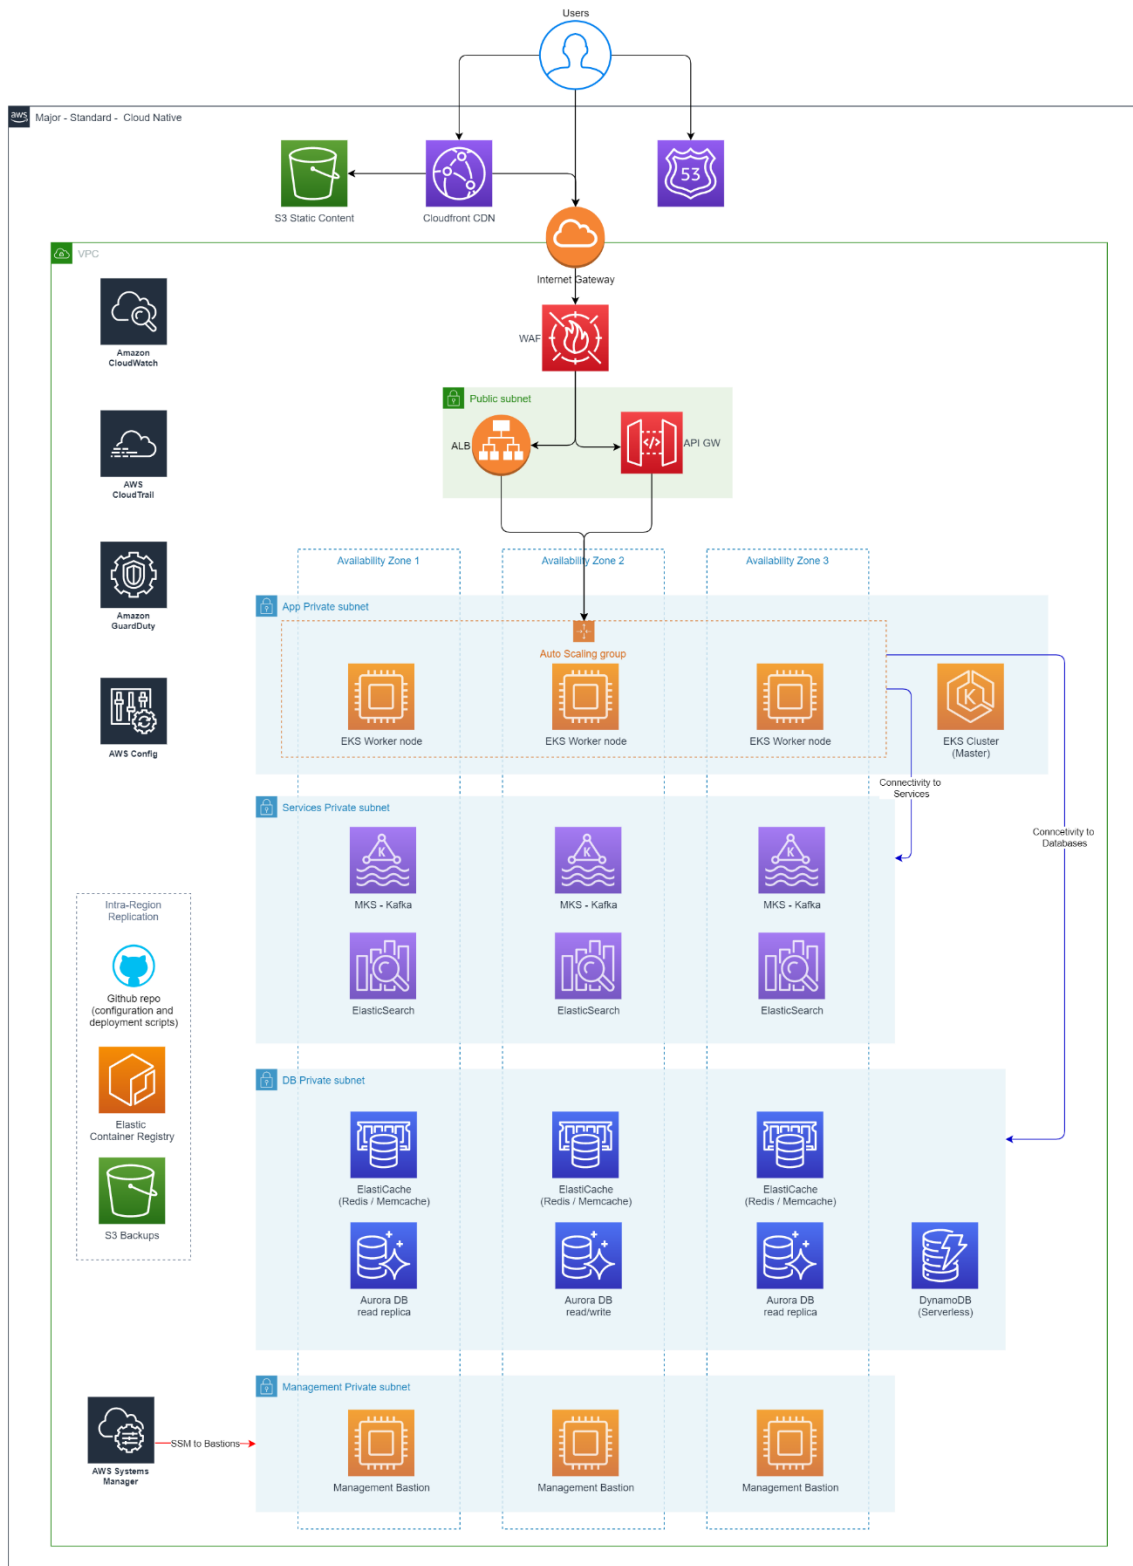 Users
aws
Major - Standard - Cloud Native
53
S3 Static Content
Cloudfront CDN
VPC
Internet Gateway
Amazon
CloudWatch
WAF
Public subnet
ALB
</>
API GW
AWS
CloudTrail
Availability Zone 1
Availability Zone 2
Availability Zone 3
App Private subnet
Amazon
GuardDuty
Auto Scaling group
K
EKS Worker node
EKS Worker node
EKS Worker node
EKS Cluster
(Master)
AWS Config
Connectivity to
Services
Services Private subnet
Conncetivity to
Databases
K
K
K
MKS - Kafka
MKS - Kafka
MKS - Kafka
Intra-Region
Replication
Github repo
(configuration and
deployment scripts)
ElasticSearch
ElasticSearch
ElasticSearch
DB Private subnet
Elastic
Container Registry
ElastiCache
(Redis / Memcache)
ElastiCache
(Redis / Memcache)
ElastiCache
(Redis / Memcache)
S3 Backups
Aurora DB
read replica
Aurora DB
read/write
Aurora DB
read replica
DynamoDB
(Serverless)
Management Private subnet
SSM to Bastions
AWS Systems
Manager
Management Bastion
Management Bastion
Management Bastion